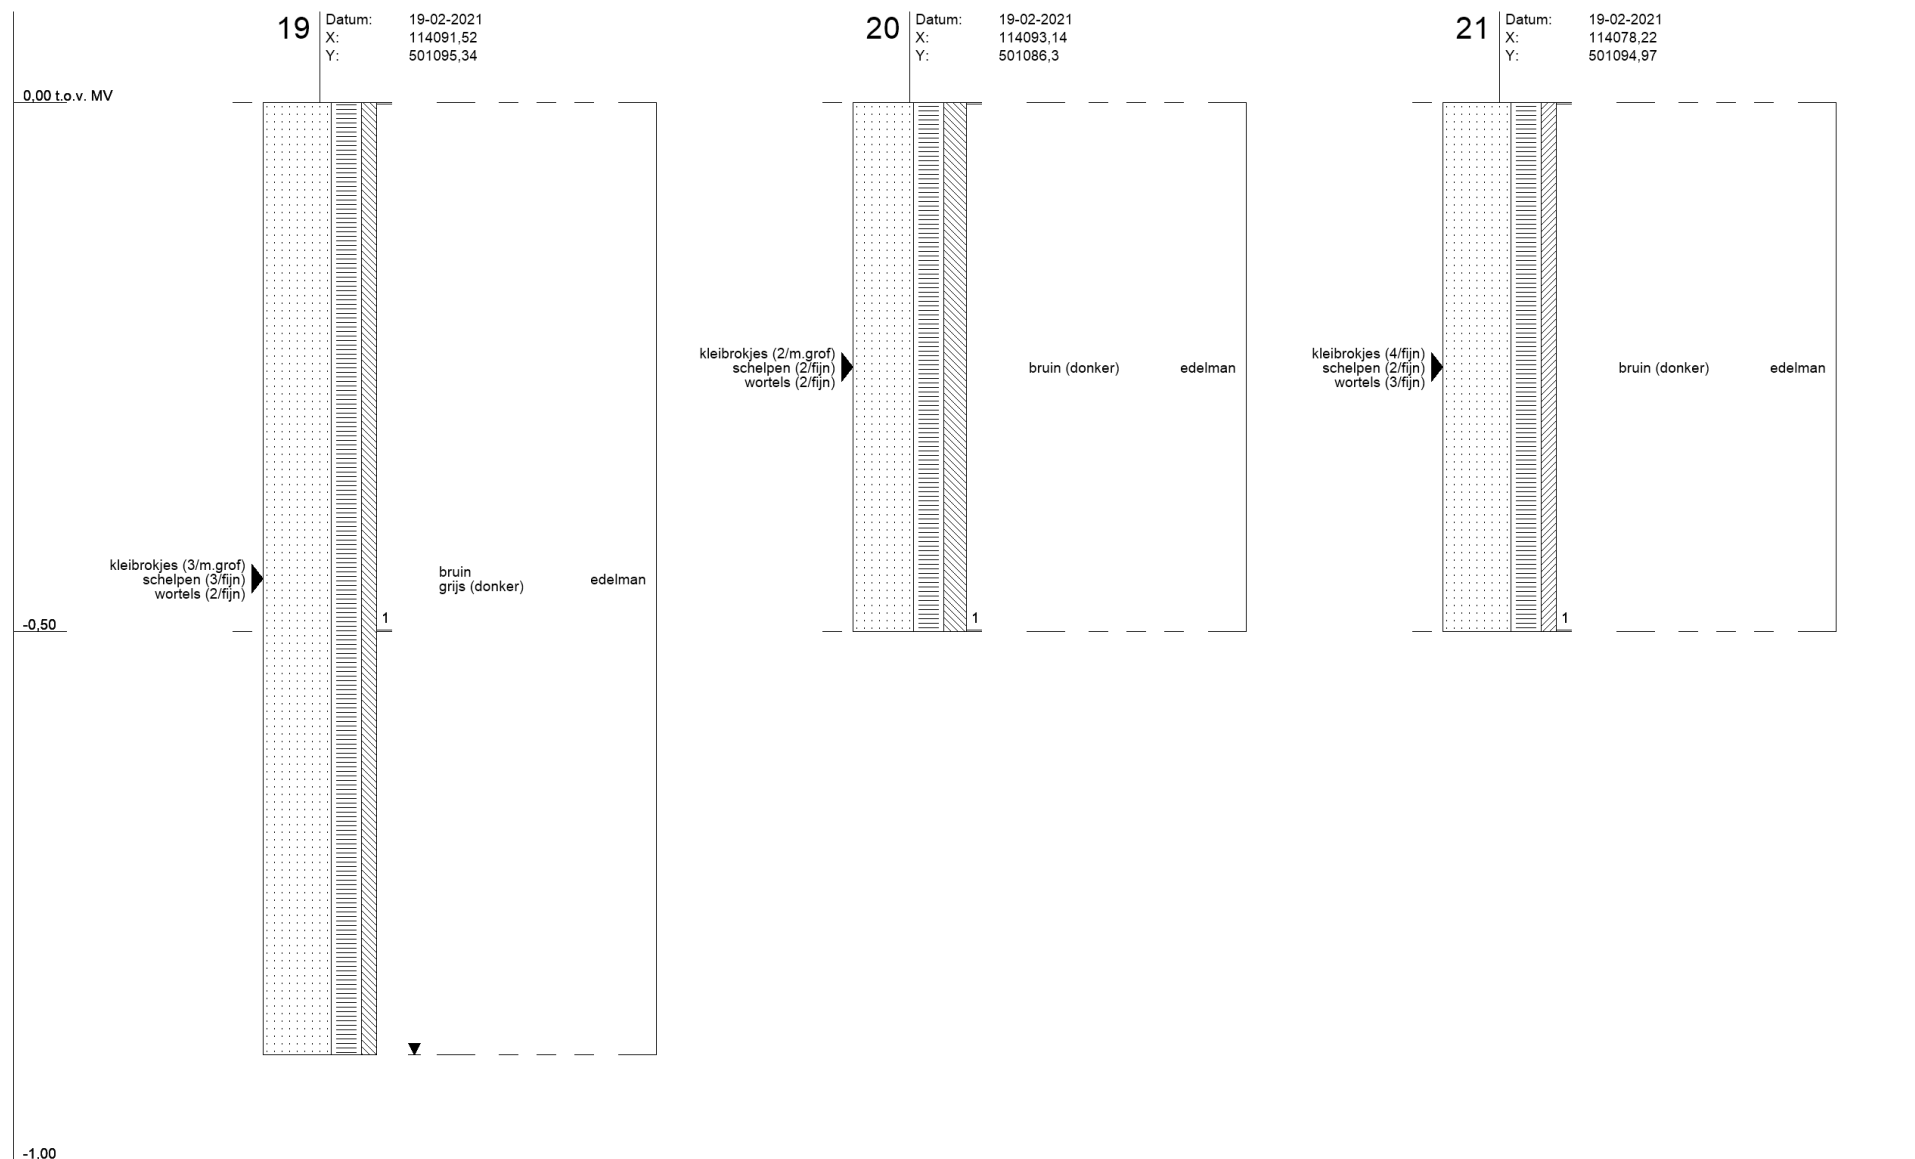 19
Datum: 19-02-2021
X: 114091,52
Y: 501095,34
20
Datum: 19-02-2021
X: 114093,14
Y: 501086,3
21
Datum: 19-02-2021
X: 114078,22
Y: 501094,97
0,00 t.o.v. MV
kleibrokjes (3/m.grof)
schelpen (3/fijn)
wortels (2/fijn)
bruin
grijs (donker)
edelman
1
kleibrokjes (2/m.grof)
schelpen (2/fijn)
wortels (2/fijn)
bruin (donker)
edelman
1
kleibrokjes (4/fijn)
schelpen (2/fijn)
wortels (3/fijn)
bruin (donker)
edelman
1
-0,50
-1,00